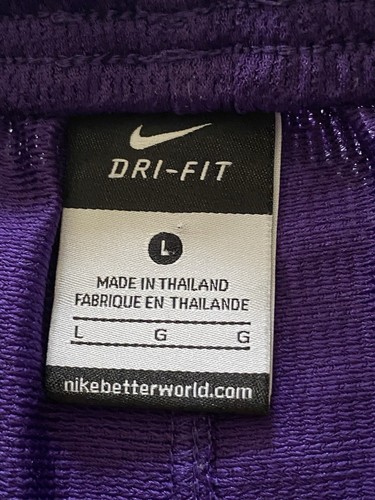 DRI-FIT
L
MADE IN THAILAND
FABRIQUE EN THAILANDE
L G G
nikebetterworld.com